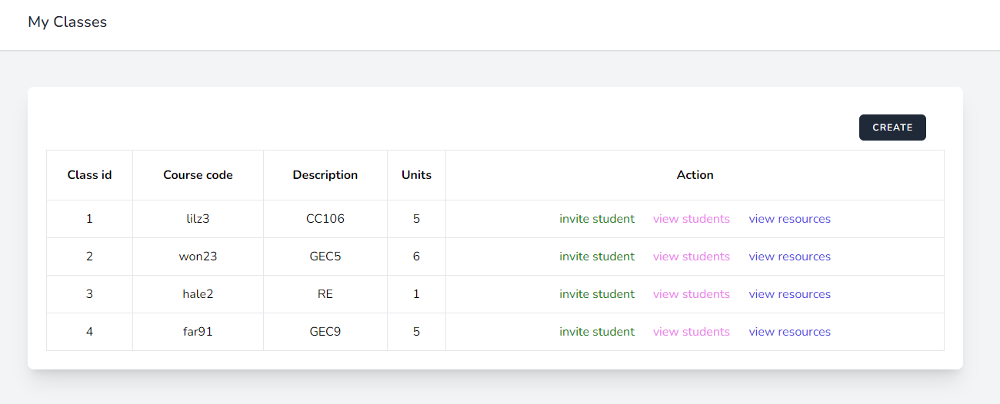 My Classes
CREATE
Class id Course code Description Units Action
1 lilz3 CC106 5 invite student view students view resources
2 won23 GEC5 6 invite student view students view resources
3 hale2 RE 1 invite student view students view resources
4 far91 GEC9 5 invite student view students view resources